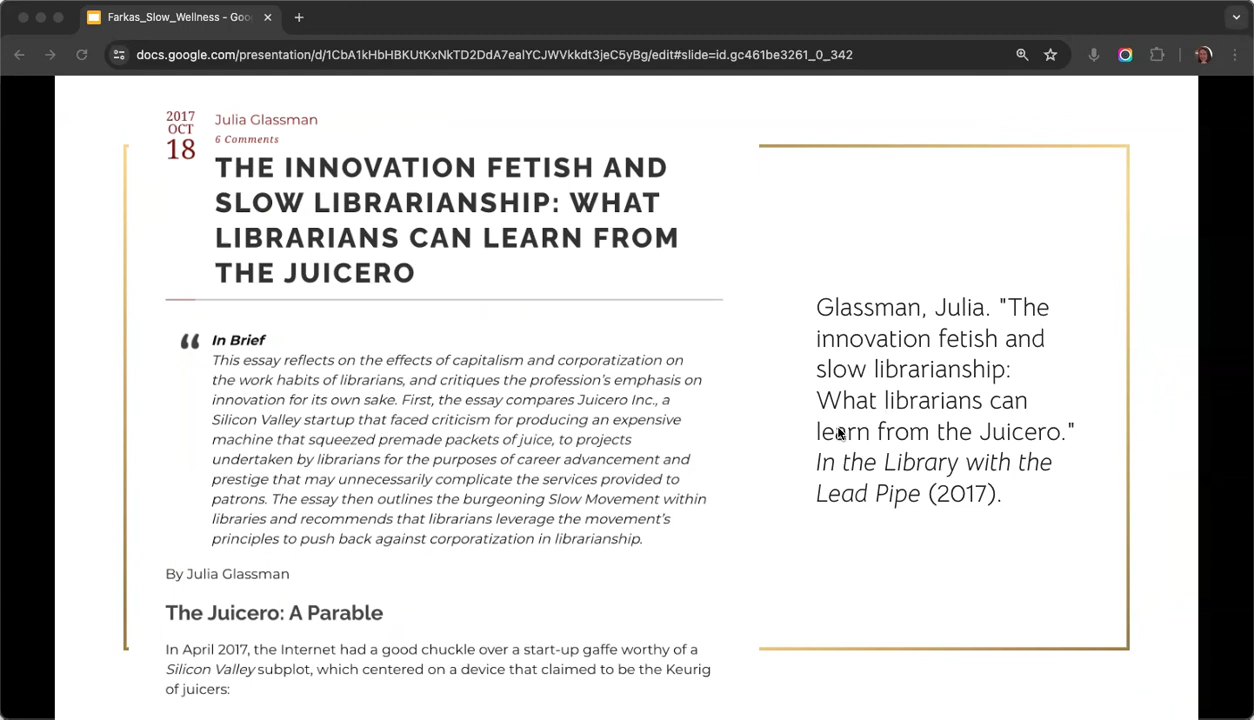 Farkas_Slow_Wellness - Goo
docs.google.com/presentation/d/1CbA1kHbHBKUtKxNkTD2DdA7ealYCJWVkkdt3jeC5yBg/edit#slide=id.gc461be3261_0_342
2017
OCT
18
Julia Glassman
6 Comments
THE INNOVATION FETISH AND
SLOW LIBRARIANSHIP: WHAT
LIBRARIANS CAN LEARN FROM
THE JUICERO
“ In Brief
This essay reflects on the effects of capitalism and corporatization on
the work habits of librarians, and critiques the profession’s emphasis on
innovation for its own sake. First, the essay compares Juicero Inc., a
Silicon Valley startup that faced criticism for producing an expensive
machine that squeezed premade packets of juice, to projects
undertaken by librarians for the purposes of career advancement and
prestige that may unnecessarily complicate the services provided to
patrons. The essay then outlines the burgeoning Slow Movement within
libraries and recommends that librarians leverage the movement’s
principles to push back against corporatization in librarianship.
By Julia Glassman
The Juicero: A Parable
In April 2017, the Internet had a good chuckle over a start-up gaffe worthy of a
Silicon Valley subplot, which centered on a device that claimed to be the Keurig
of juicers:
Glassman, Julia. "The
innovation fetish and
slow librarianship:
What librarians can
learn from the Juicero."
In the Library with the
Lead Pipe (2017).